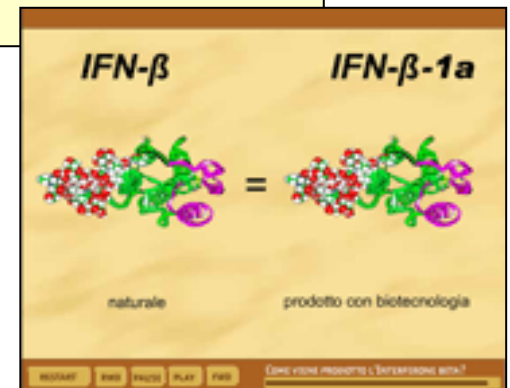 IFN-β IFN-β-1a
=
naturale prodotto con biotecnologia
RESTART RWD PAUSE PLAY FWD COME VIENE PRODOTTO L'INTERFERONE BETA?